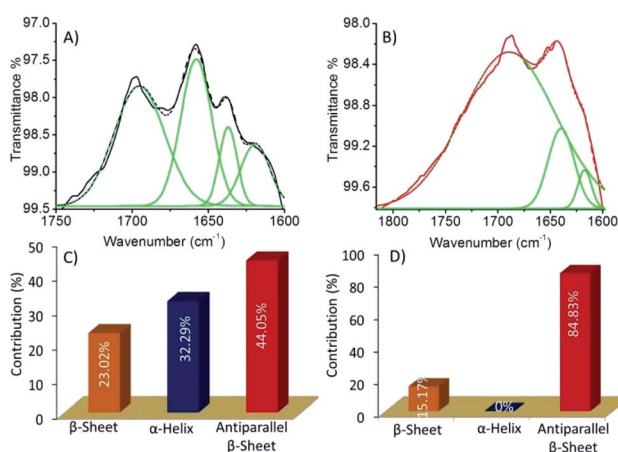 A)
Transmittance %
97.0
97.5
98.0
98.5
99.0
99.5
1750
1700
1650
1600
Wavenumber (cm⁻¹)
B)
Transmittance %
98.0
98.4
98.8
99.2
99.6
1800
1750
1700
1650
1600
Wavenumber (cm⁻¹)
C)
Contribution (%)
50
40
30
20
10
0
23.02%
32.29%
44.05%
β-Sheet
α-Helix
Antiparallel
β-Sheet
D)
Contribution (%)
100
80
60
40
20
0
15.17%
0%
84.83%
β-Sheet
α-Helix
Antiparallel
β-Sheet